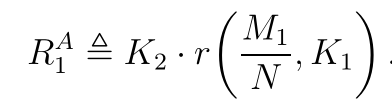 $R_1^A \triangleq K_2 \cdot r\left(\frac{M_1}{N}, K_1\right).$